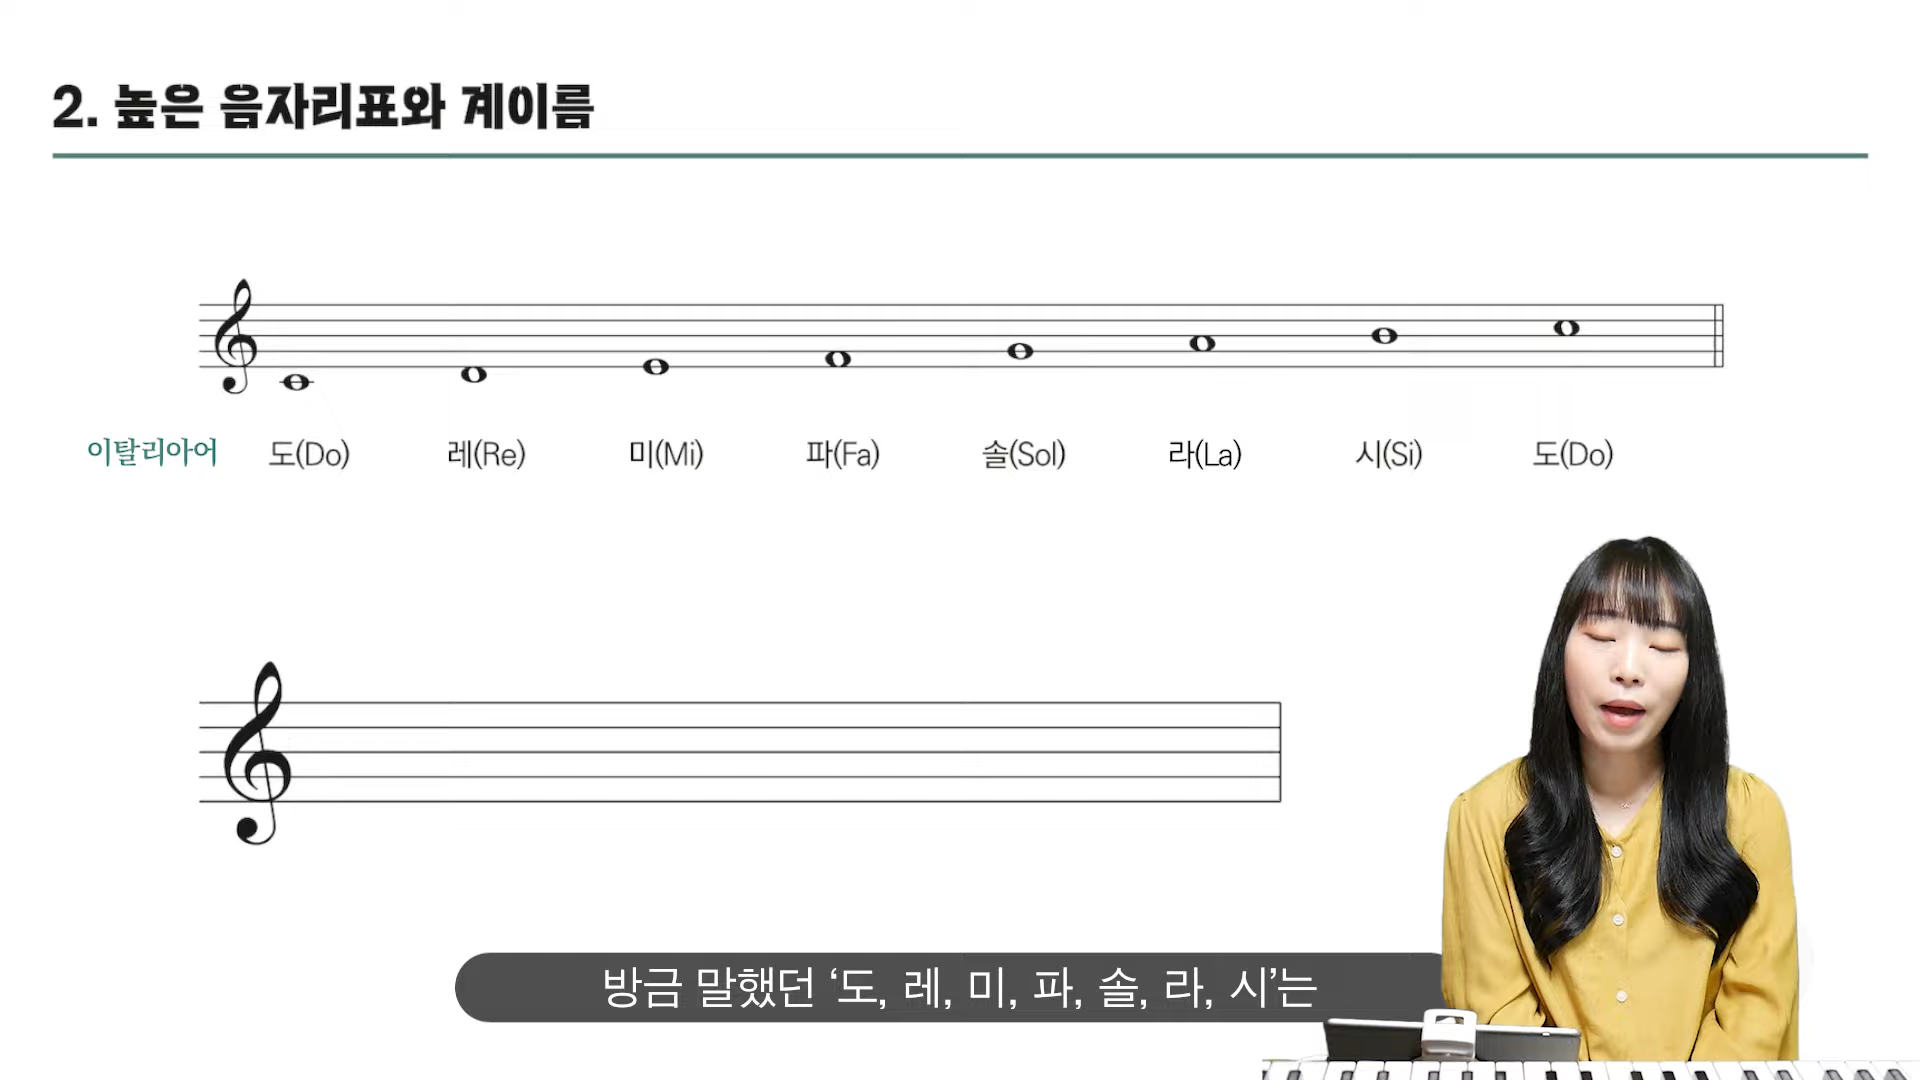 2. 높은 음자리표와 계이름
이탈리아어 도(Do) 레(Re) 미(Mi) 파(Fa) 솔(Sol) 라(La) 시(Si) 도(Do)
방금 말했던 ‘도, 레, 미, 파, 솔, 라, 시’는